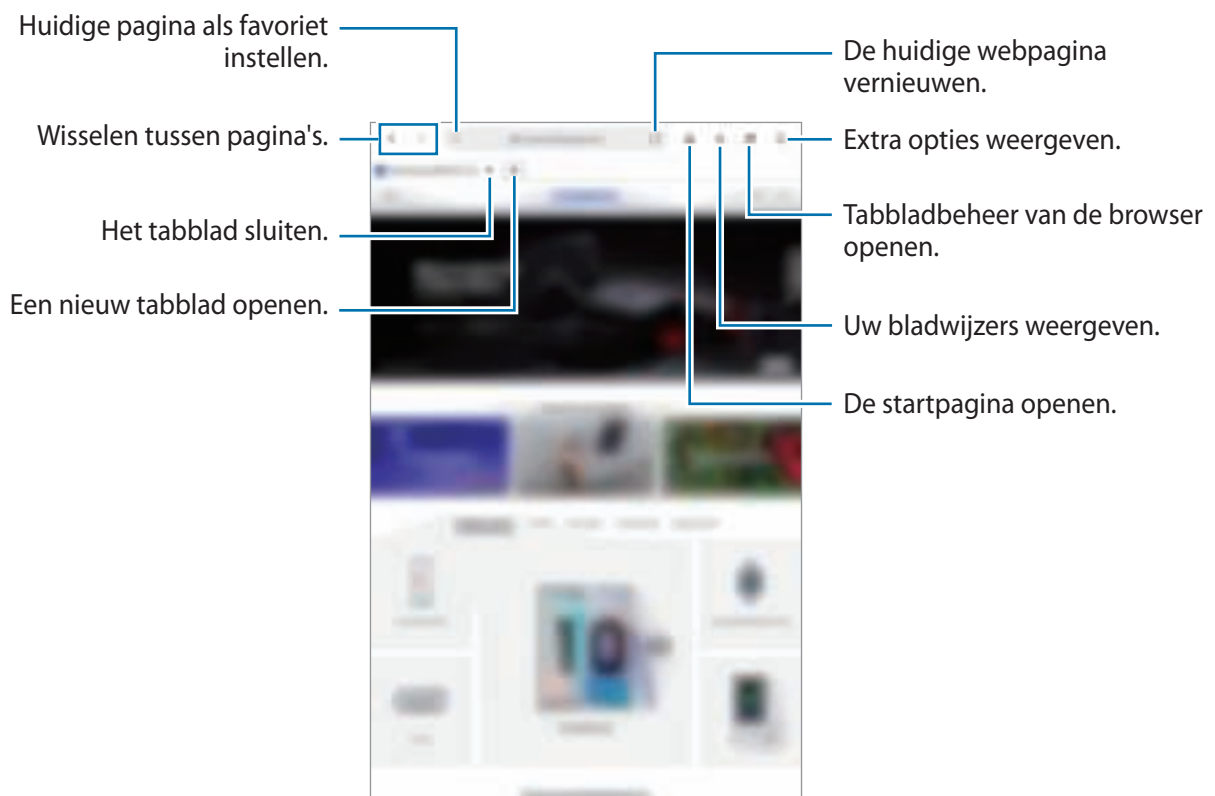 Huidige pagina als favoriet
instellen.
Wisselen tussen pagina's.
Het tabblad sluiten.
Een nieuw tabblad openen.
De huidige webpagina
vernieuwen.
Extra opties weergeven.
Tabbladbeheer van de browser
openen.
Uw bladwijzers weergeven.
De startpagina openen.
10